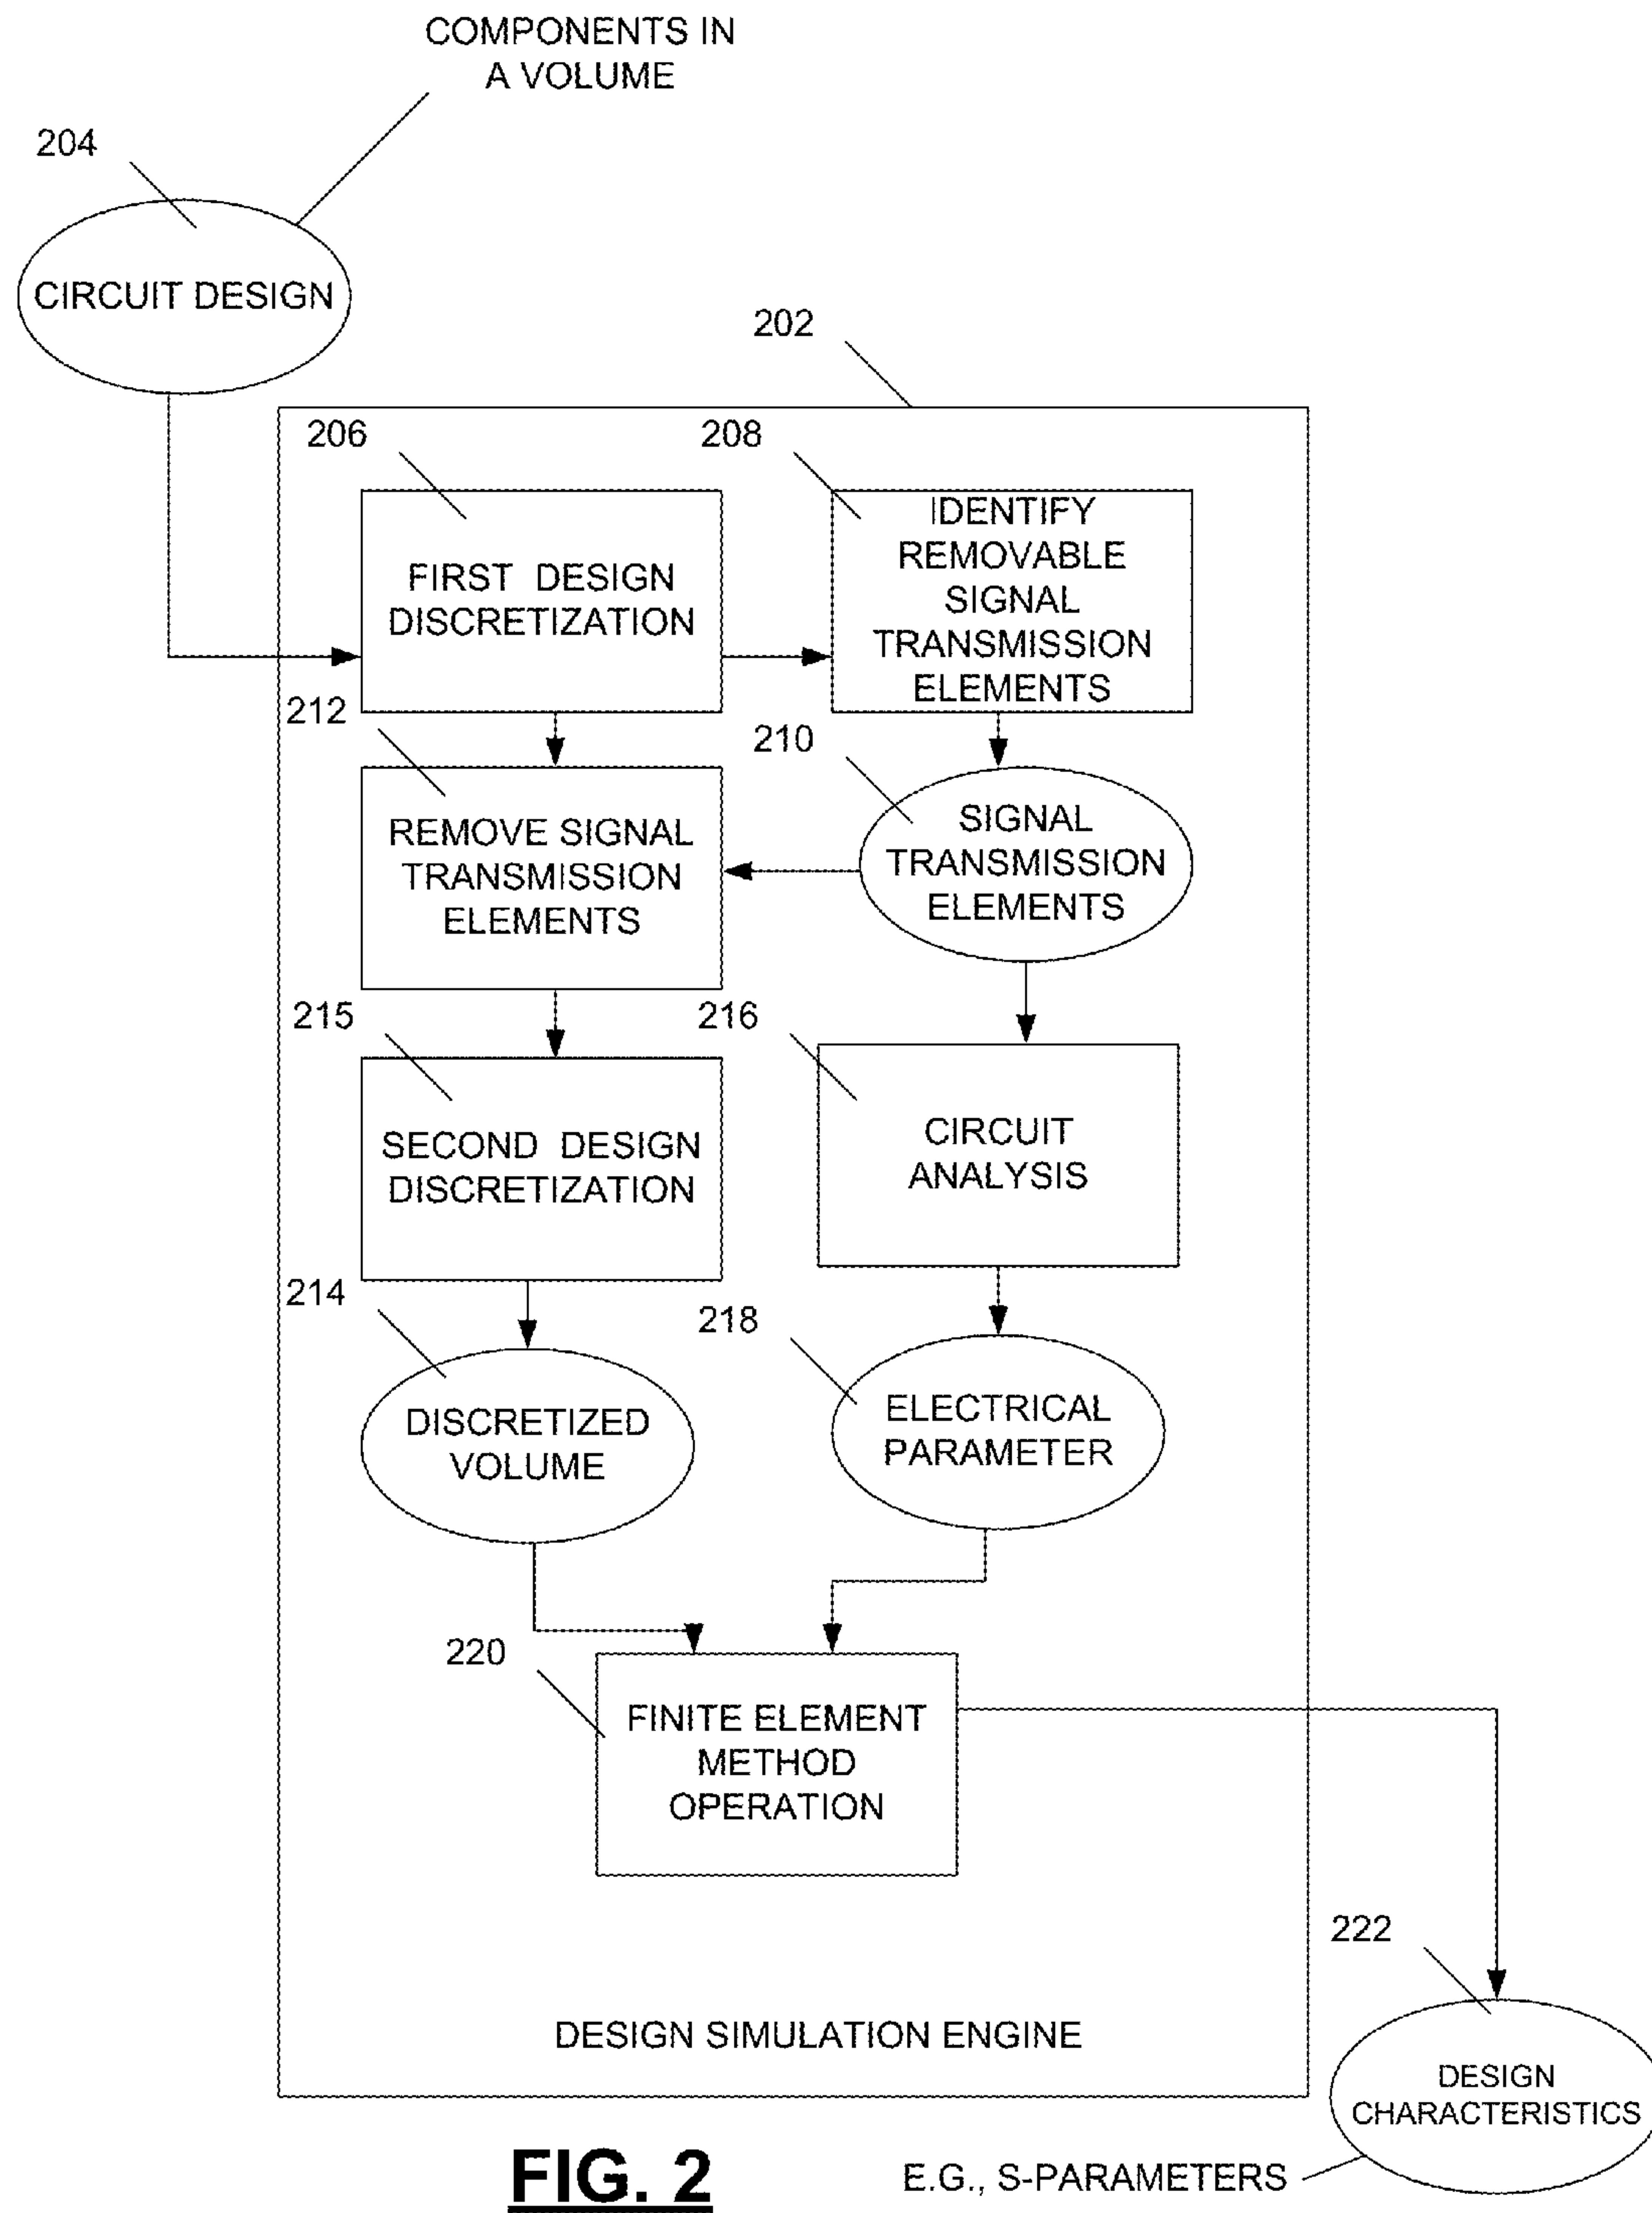 COMPONENTS IN
A VOLUME
204
CIRCUIT DESIGN
202
206
208
FIRST DESIGN
DISCRETIZATION
IDENTIFY
REMOVABLE
SIGNAL
TRANSMISSION
ELEMENTS
212
210
REMOVE SIGNAL
TRANSMISSION
ELEMENTS
SIGNAL
TRANSMISSION
ELEMENTS
215
216
SECOND DESIGN
DISCRETIZATION
CIRCUIT
ANALYSIS
214
218
DISCRETIZED
VOLUME
ELECTRICAL
PARAMETER
220
FINITE ELEMENT
METHOD
OPERATION
222
DESIGN SIMULATION ENGINE
DESIGN
CHARACTERISTICS
FIG. 2
E.G., S-PARAMETERS